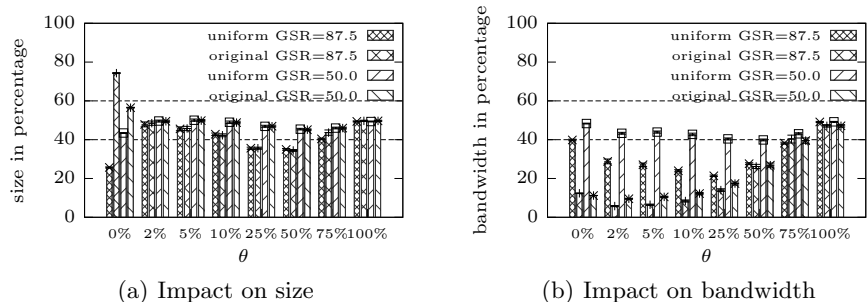 size in percentage
100
80
60
40
20
0
uniform GSR=87.5
original GSR=87.5
uniform GSR=50.0
original GSR=50.0
0% 2% 5% 10% 25% 50% 75% 100%
θ
(a) Impact on size
bandwidth in percentage
100
80
60
40
20
0
uniform GSR=87.5
original GSR=87.5
uniform GSR=50.0
original GSR=50.0
0% 2% 5% 10% 25% 50% 75% 100%
θ
(b) Impact on bandwidth